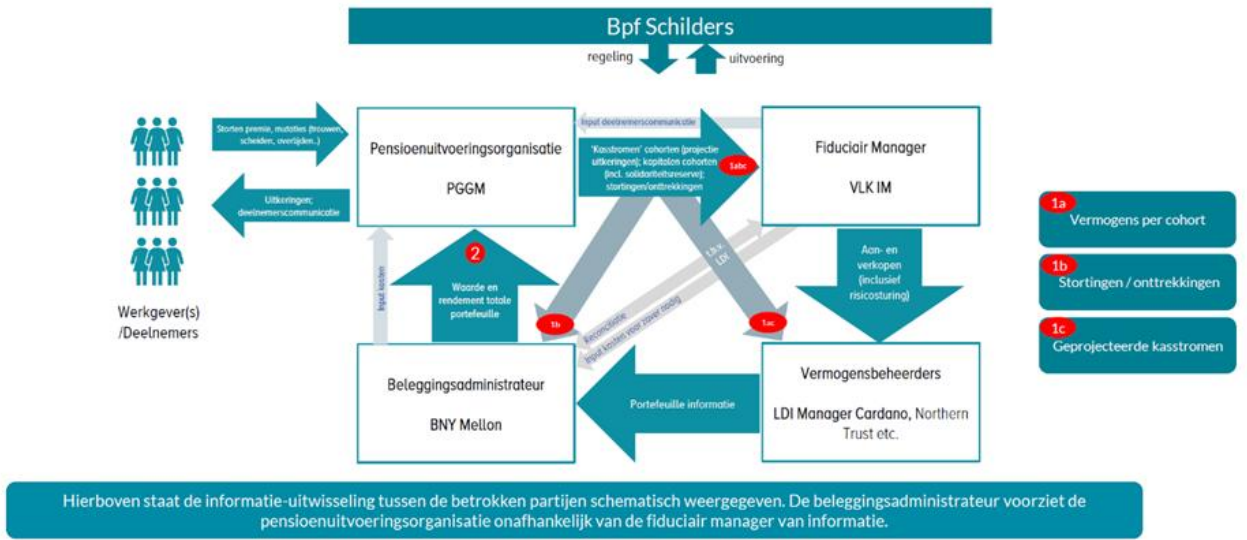 Bpf Schilders
regeling
uitvoering
Storten premie, mutaties (trouwen,
scheiden, overlijden..)
Uitkeringen;
deelnemerscommunicatie
Werkgever(s)
/Deelnemers
Pensioenuitvoeringsorganisatie
PGGM
Input deelnemerscommunicatie
'Kasstromen' cohorten (projectie
uitkeringen); kapitalen cohorten
(incl. solidariteitsreserve);
stortingen/onttrekkingen
1abc
Fiduciair Manager
VLK IM
1a
Vermogens per cohort
1b
Stortingen / onttrekkingen
1c
Geprojecteerde kasstromen
Input kosten
2
Waarde en
rendement totale
portefeuille
1b
t.b.v.
LDI
Reconciliatie
Input kosten voor zover nodig
1ac
Aan- en
verkopen
(inclusief
risicosturing)
Beleggingsadministrateur
BNY Mellon
Portefeuille informatie
Vermogensbeheerders
LDI Manager Cardano, Northern
Trust etc.
Hierboven staat de informatie-uitwisseling tussen de betrokken partijen schematisch weergegeven. De beleggingsadministrateur voorziet de
pensioenuitvoeringsorganisatie onafhankelijk van de fiduciair manager van informatie.